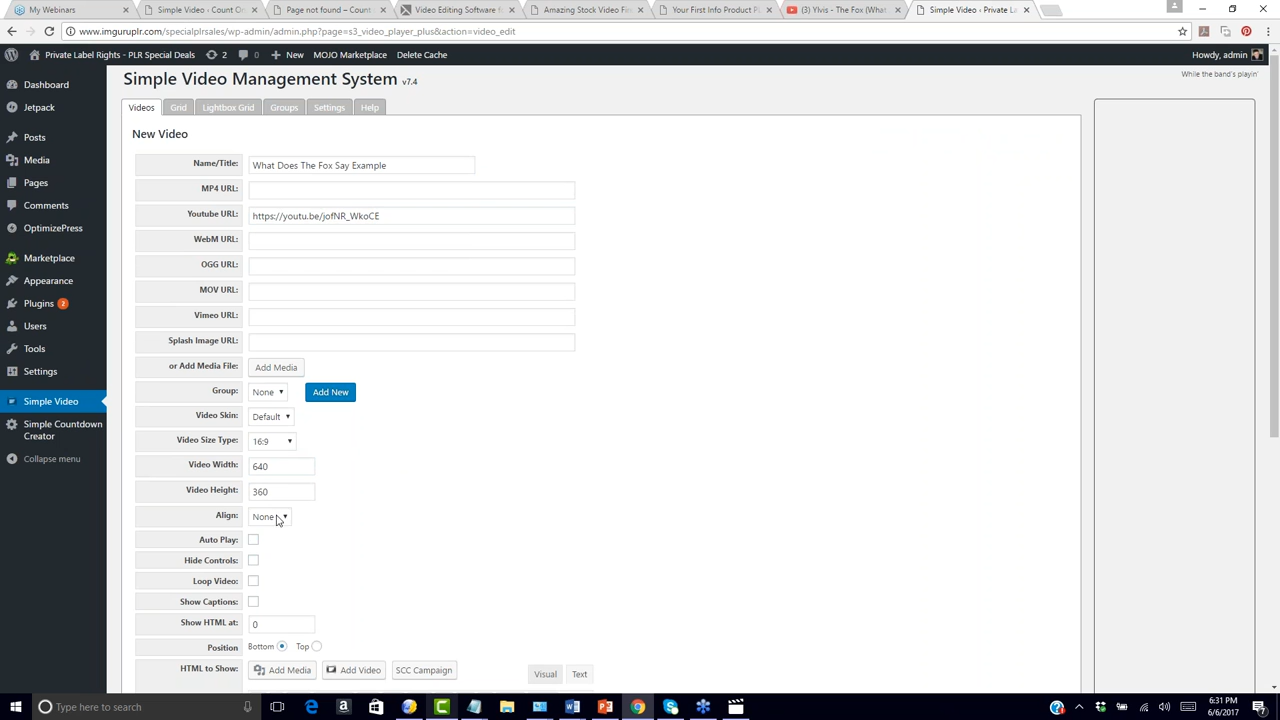 My Webinars
Simple Video ‹ Count On
Page not found – Count
Video Editing Software fo
Amazing Stock Video Fi
Your First Info Product P
(3) Ylvis - The Fox (What
Simple Video ‹ Private La
www.imguruplr.com/specialplrsales/wp-admin/admin.php?page=s3_video_player_plus&action=video_edit
Private Label Rights - PLR Special Deals
2
0
New
MOJO Marketplace
Delete Cache
Howdy, admin
Simple Video Management System v7.4
While the band's playin'
Dashboard
Jetpack
Posts
Media
Pages
Comments
OptimizePress
Marketplace
Appearance
Plugins 2
Users
Tools
Settings
Simple Video
Simple Countdown
Creator
Collapse menu
Videos
Grid
Lightbox Grid
Groups
Settings
Help
New Video
Name/Title: What Does The Fox Say Example
MP4 URL:
Youtube URL: https://youtu.be/jofNR_WkoCE
WebM URL:
OGG URL:
MOV URL:
Vimeo URL:
Splash Image URL:
or Add Media File: Add Media
Group: None Add New
Video Skin: Default
Video Size Type: 16:9
Video Width: 640
Video Height: 360
Align: None
Auto Play:
Hide Controls:
Loop Video:
Show Captions:
Show HTML at: 0
Position Bottom Top
HTML to Show: Add Media Add Video SCC Campaign Visual Text
Type here to search
6:31 PM
6/6/2017